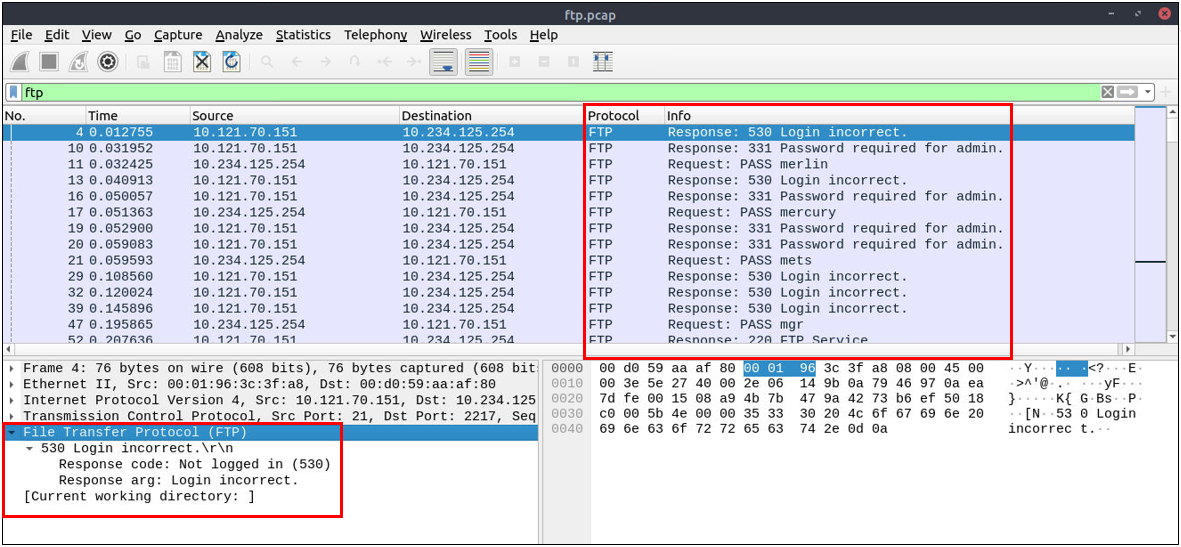 ftp.pcap
File Edit View Go Capture Analyze Statistics Telephony Wireless Tools Help
ftp
No. Time Source Destination Protocol Info
4 0.012755 10.121.70.151 10.234.125.254 FTP Response: 530 Login incorrect.
10 0.031952 10.121.70.151 10.234.125.254 FTP Response: 331 Password required for admin.
11 0.032425 10.234.125.254 10.121.70.151 FTP Request: PASS merlin
13 0.040913 10.121.70.151 10.234.125.254 FTP Response: 530 Login incorrect.
16 0.050057 10.121.70.151 10.234.125.254 FTP Response: 331 Password required for admin.
17 0.051363 10.234.125.254 10.121.70.151 FTP Request: PASS mercury
19 0.052900 10.121.70.151 10.234.125.254 FTP Response: 331 Password required for admin.
20 0.059083 10.121.70.151 10.234.125.254 FTP Response: 331 Password required for admin.
21 0.059593 10.234.125.254 10.121.70.151 FTP Request: PASS mets
29 0.108560 10.121.70.151 10.234.125.254 FTP Response: 530 Login incorrect.
32 0.120024 10.121.70.151 10.234.125.254 FTP Response: 530 Login incorrect.
39 0.145896 10.121.70.151 10.234.125.254 FTP Response: 530 Login incorrect.
47 0.195865 10.234.125.254 10.121.70.151 FTP Request: PASS mgr
52 0.207636 10.121.70.151 10.234.125.254 FTP Response: 220 FTP Service
Frame 4: 76 bytes on wire (608 bits), 76 bytes captured (608 bit
Ethernet II, Src: 00:01:96:3c:3f:a8, Dst: 00:d0:59:aa:af:80
Internet Protocol Version 4, Src: 10.121.70.151, Dst: 10.234.125
Transmission Control Protocol, Src Port: 21, Dst Port: 2217, Seq
File Transfer Protocol (FTP)
530 Login incorrect.\r\n
Response code: Not logged in (530)
Response arg: Login incorrect.
[Current working directory: ]
0000 00 d0 59 aa af 80 00 01 96 3c 3f a8 08 00 45 00 ··Y··· ···<?···E·
0010 00 3e 5e 27 40 00 2e 06 14 9b 0a 79 46 97 0a ea ·>^'@·.· ···yF···
0020 7d fe 00 15 08 a9 4b 7b 47 9a 42 73 b6 ef 50 18 }·····K{ G·Bs··P·
0030 c0 00 5b 4e 00 00 35 33 30 20 4c 6f 67 69 6e 20 ··[N··53 0 Login
0040 69 6e 63 6f 72 72 65 63 74 2e 0d 0a incorrec t.··